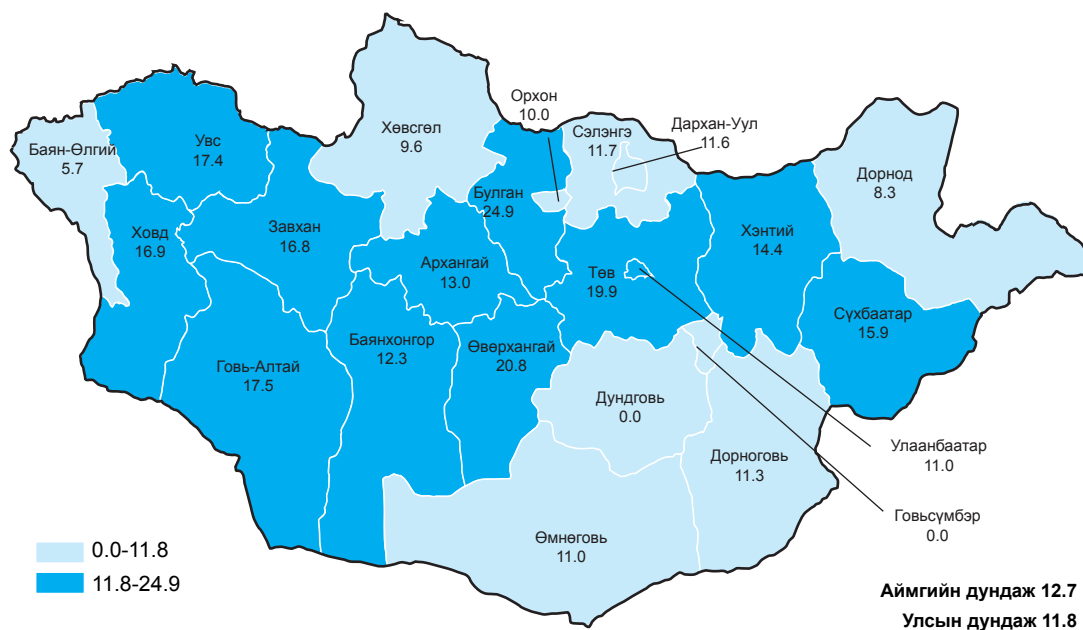 Орхон
10.0
Сэлэнгэ
11.7
Дархан-Уул
11.6
Хөвсгөл
9.6
Увс
17.4
Баян-Өлгий
5.7
Дорнод
8.3
Булган
24.9
Ховд
16.9
Завхан
16.8
Хэнтий
14.4
Архангай
13.0
Төв
19.9
Сүхбаатар
15.9
Баянхонгор
12.3
Өвөрхангай
20.8
Говь-Алтай
17.5
Дундговь
0.0
Улаанбаатар
11.0
Дорноговь
11.3
Говьсүмбэр
0.0
Өмнөговь
11.0
0.0-11.8
11.8-24.9
Аймгийн дундаж 12.7
Улсын дундаж 11.8